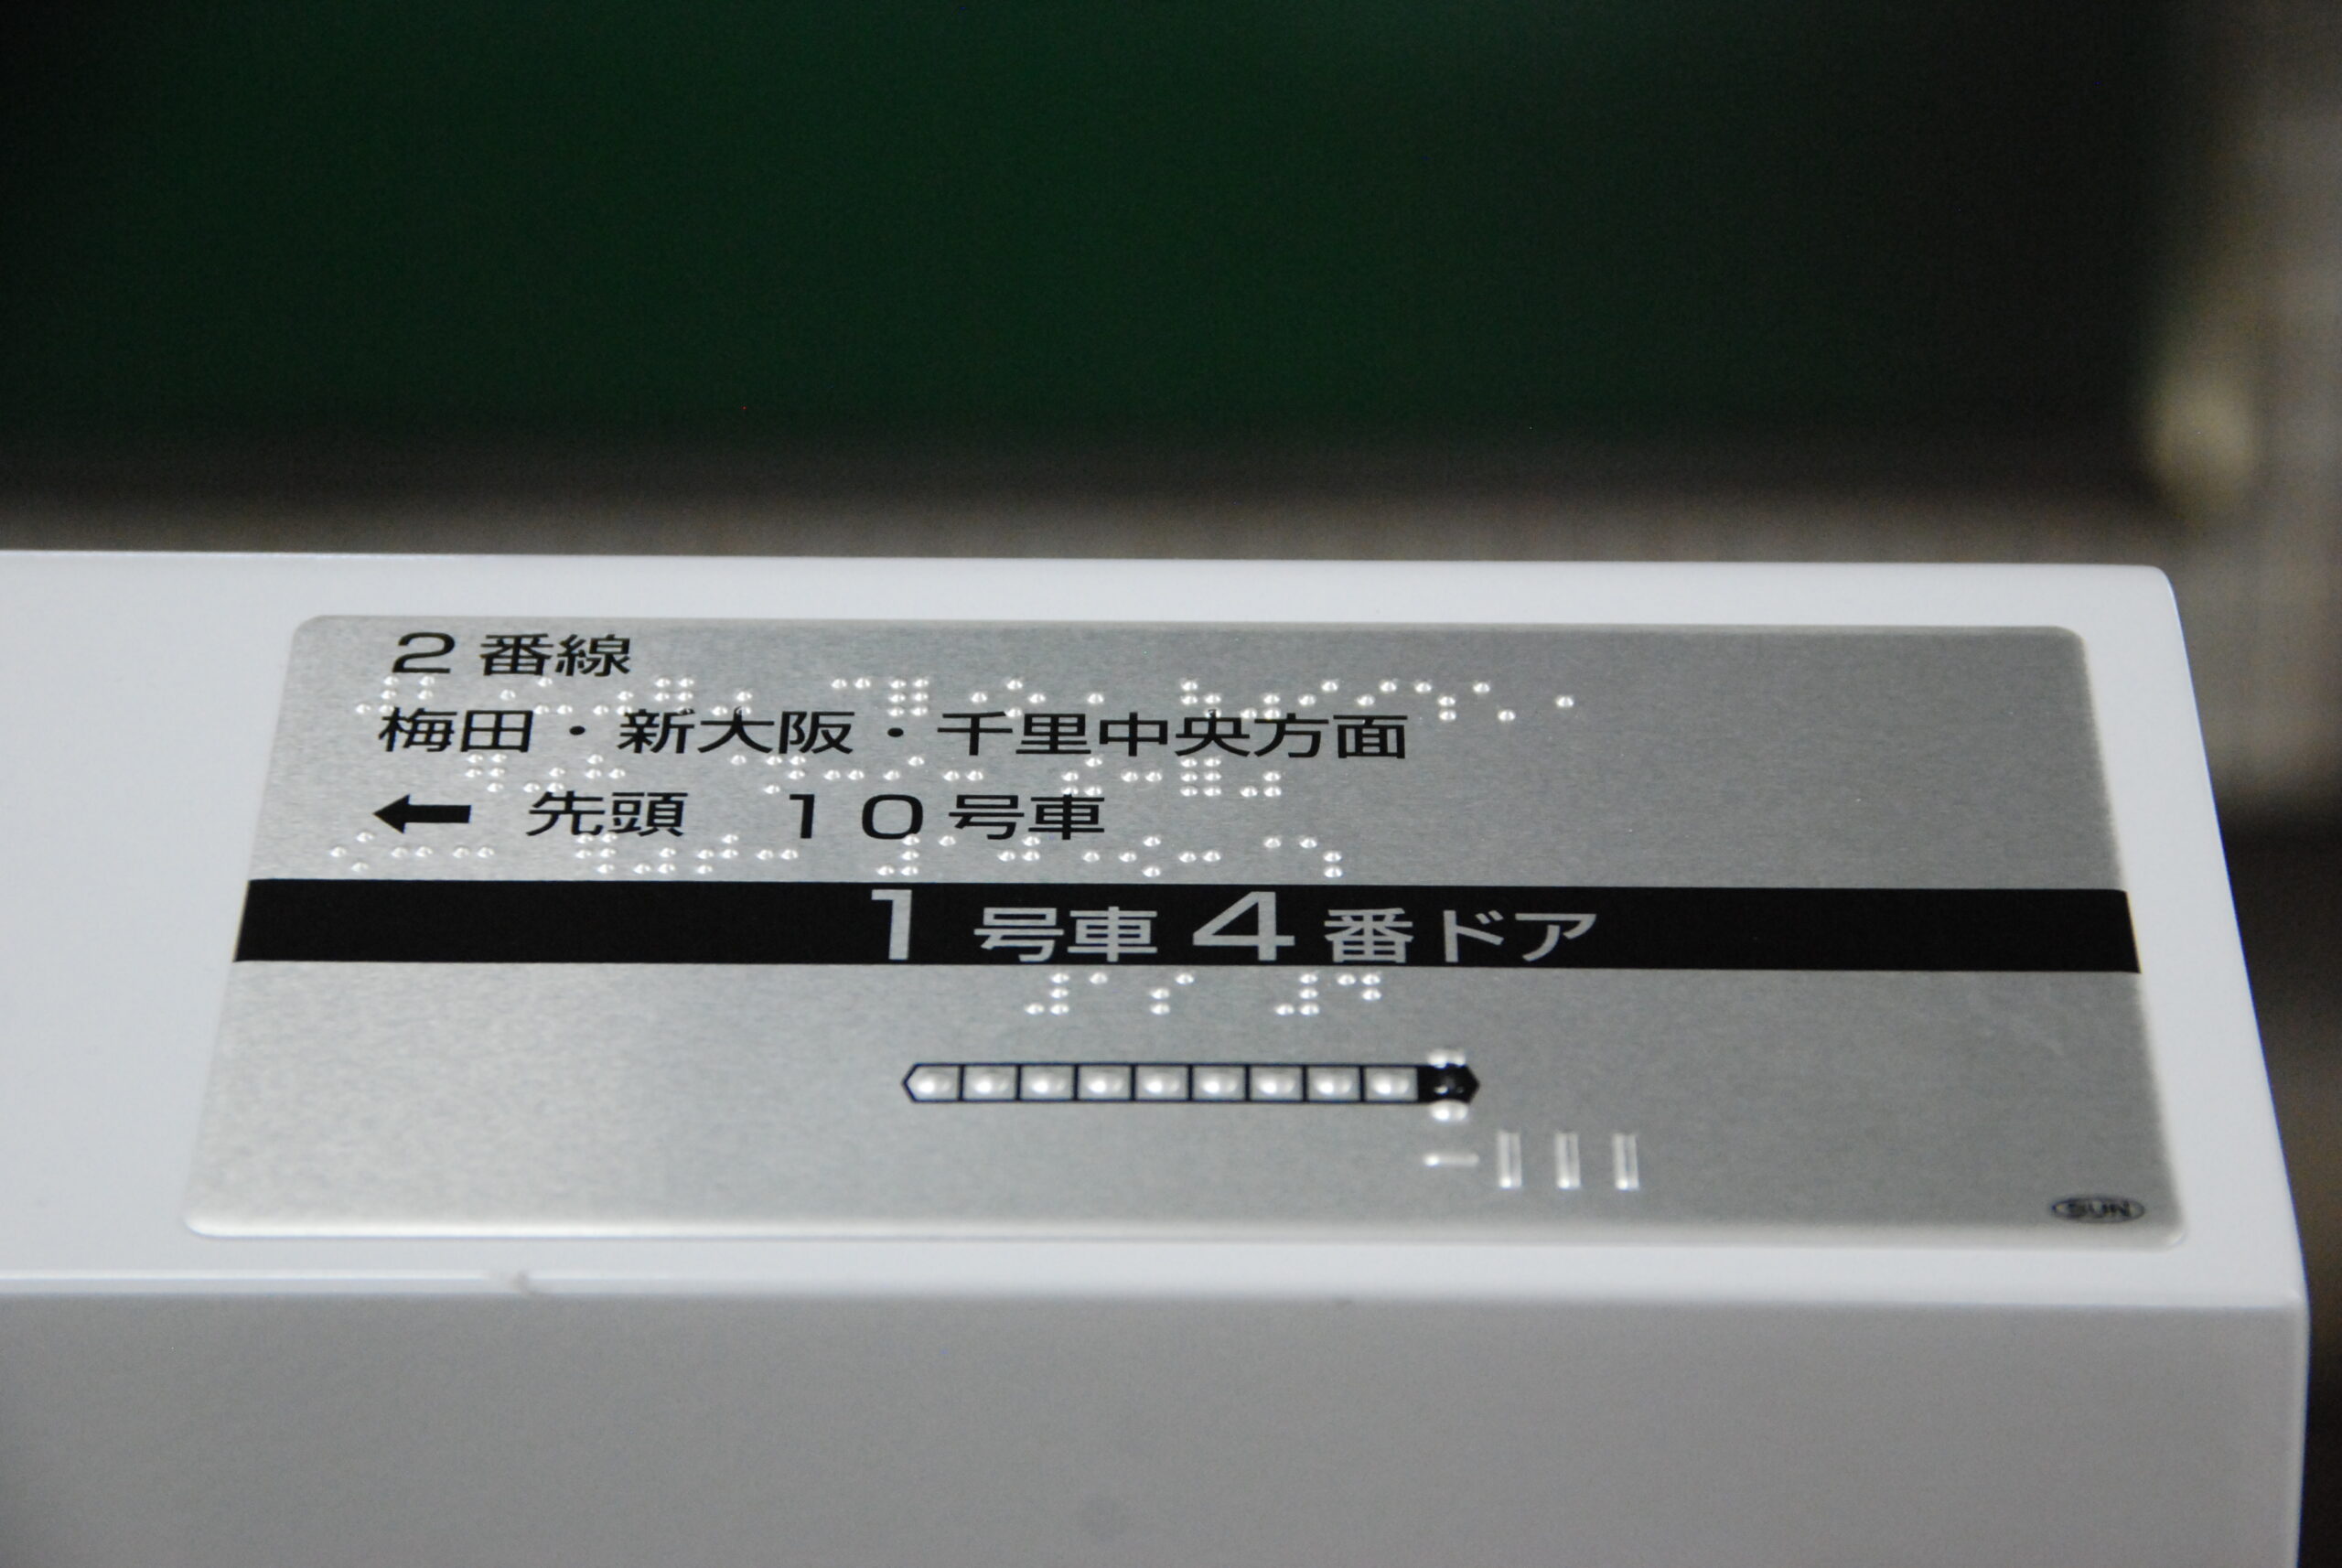 2番線
梅田・新大阪・千里中央方面
← 先頭 10号車
1号車4番ドア
SUN